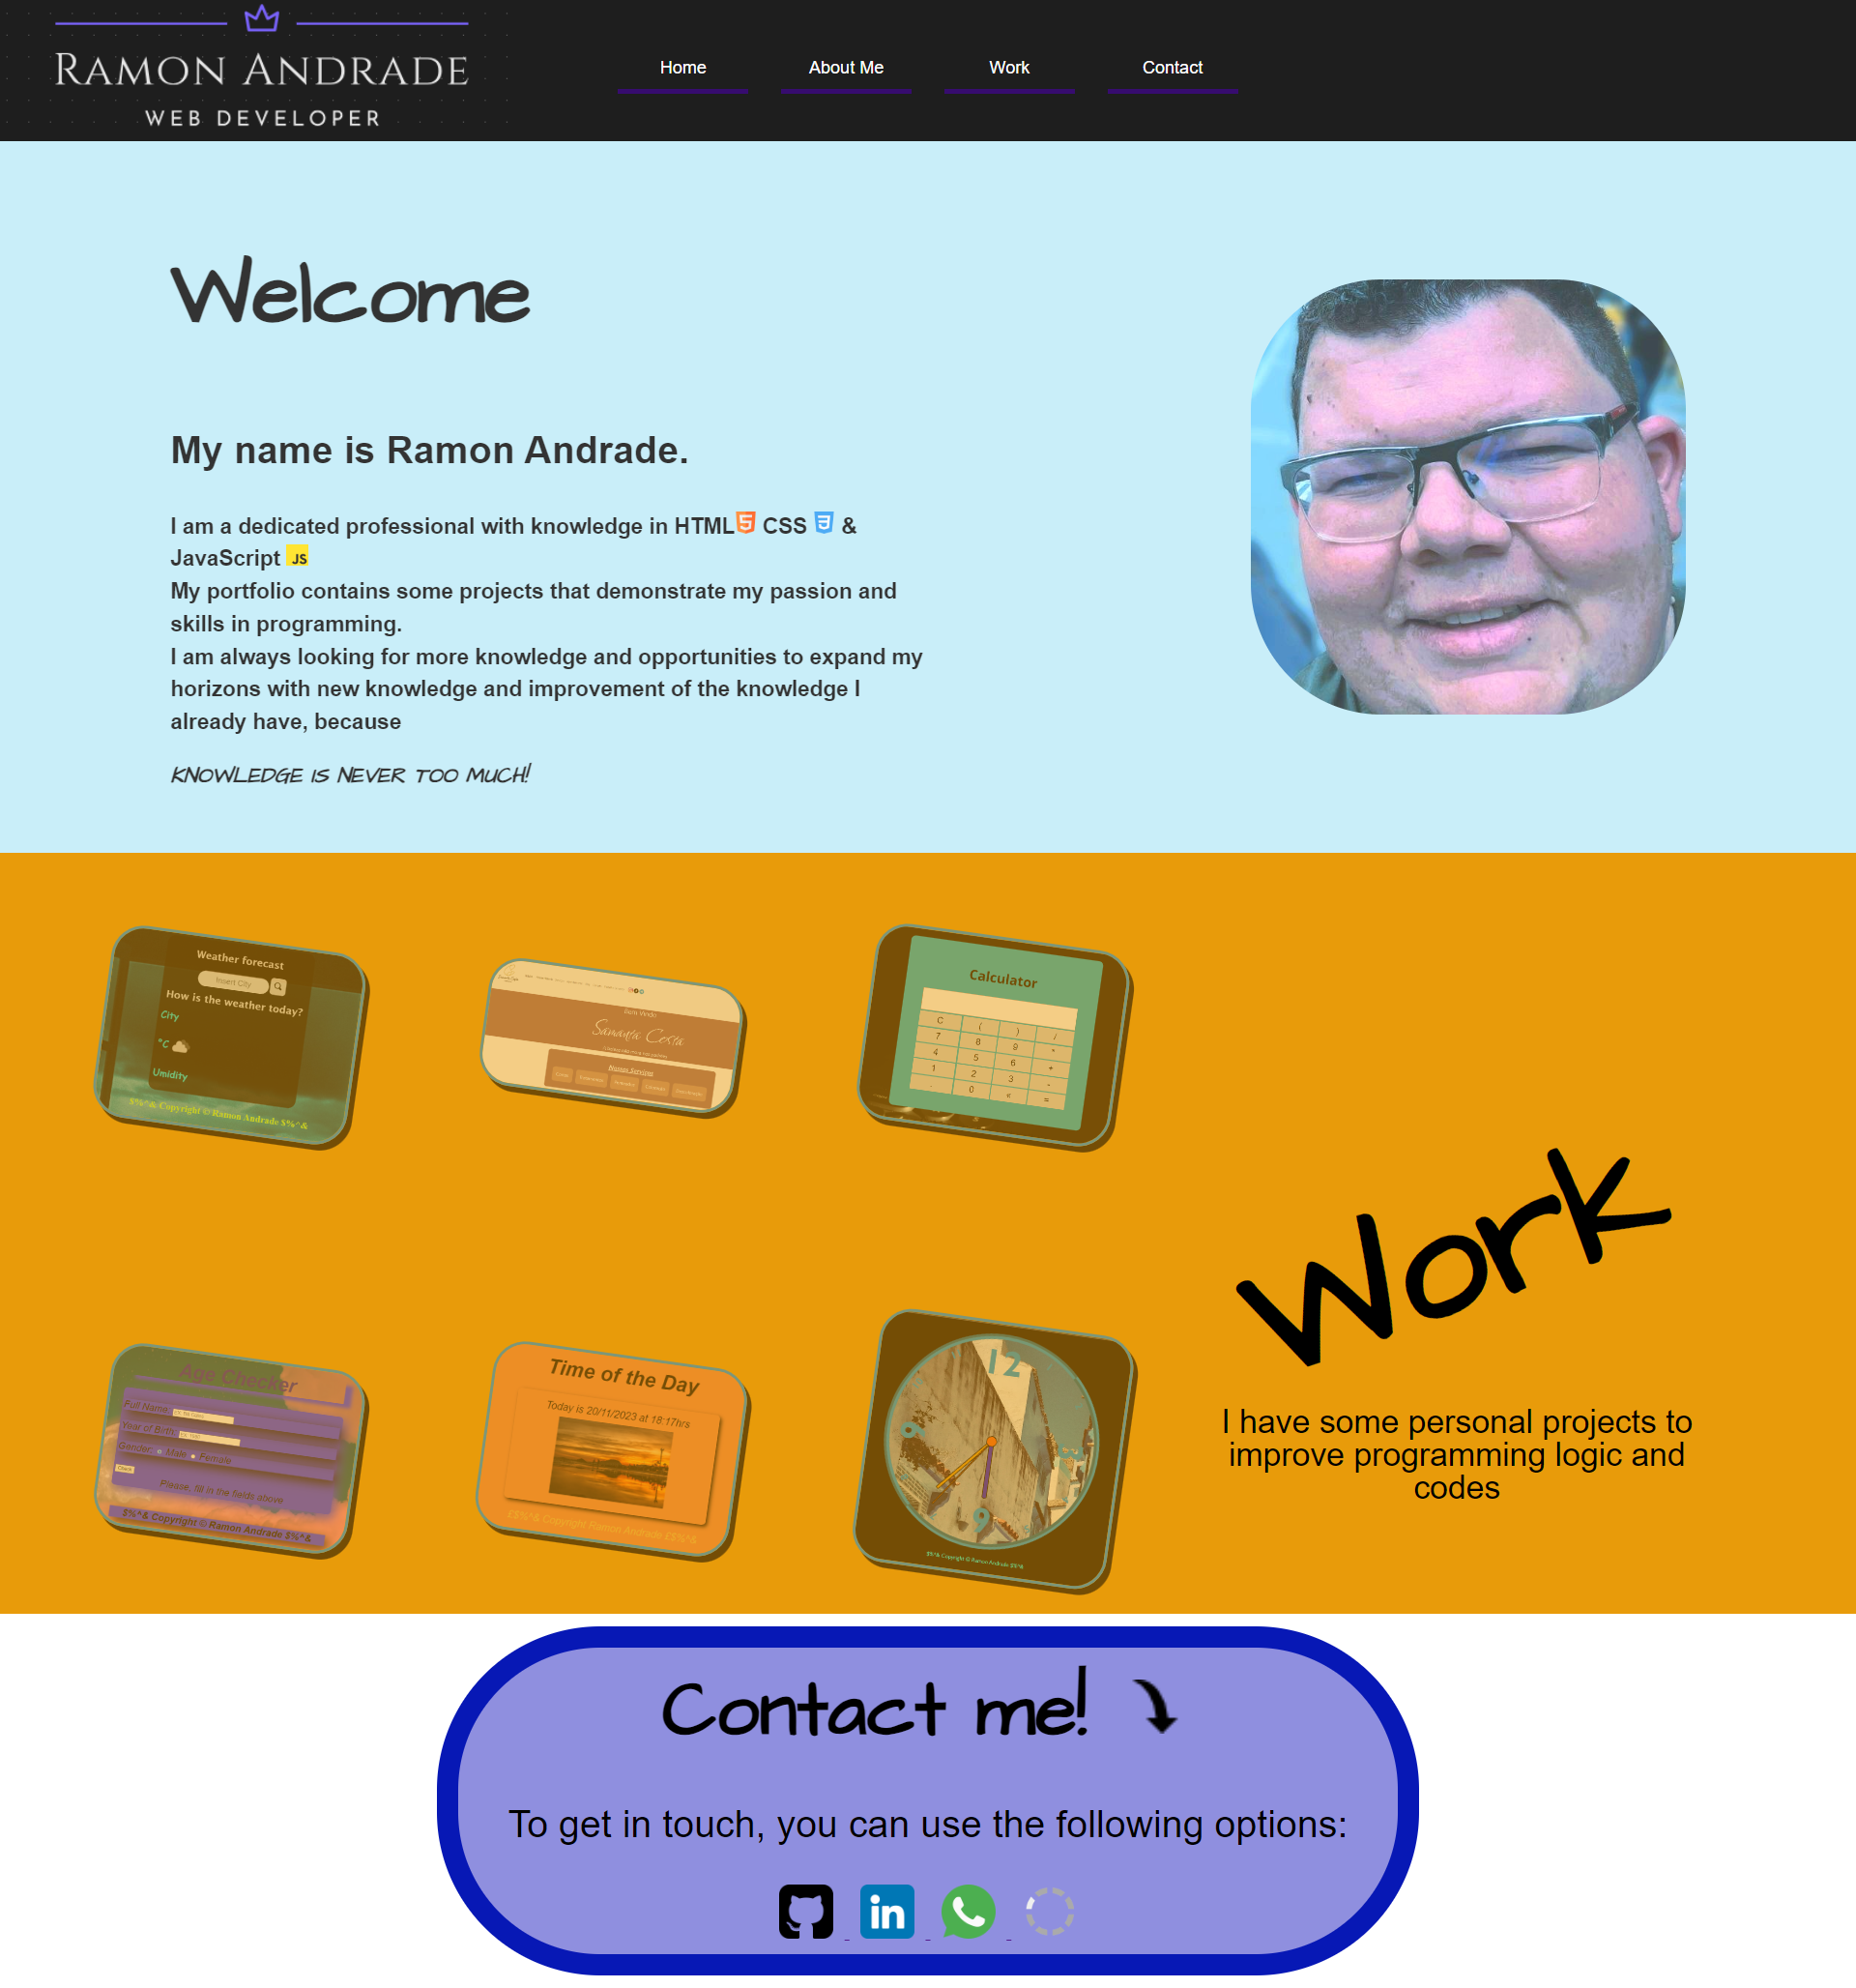 RAMON ANDRADE
WEB DEVELOPER
Home About Me Work Contact
Welcome
My name is Ramon Andrade.
I am a dedicated professional with knowledge in HTML CSS &
JavaScript JS
My portfolio contains some projects that demonstrate my passion and
skills in programming.
I am always looking for more knowledge and opportunities to expand my
horizons with new knowledge and improvement of the knowledge I
already have, because
KNOWLEDGE IS NEVER TOO MUCH!
Weather forecast
Insert City
How is the weather today?
City
°C
Umidity
$%^& Copyright © Ramon Andrade $%^&
Samanta Costa
Nossos Serviços
Calculator
C ( ) /
7 8 9 *
4 5 6 +
1 2 3 -
. 0 « =
Age Checker
Full Name:
Year of Birth:
Gender: Male Female
Check
Please, fill in the fields above
$%^& Copyright © Ramon Andrade $%^&
Time of the Day
Today is 20/11/2023 at 18:17hrs
£$%^& Copyright Ramon Andrade £$%^&
12
9
6
$%^& Copyright © Ramon Andrade $%^&
Work
I have some personal projects to
improve programming logic and
codes
Contact me!
To get in touch, you can use the following options:
in